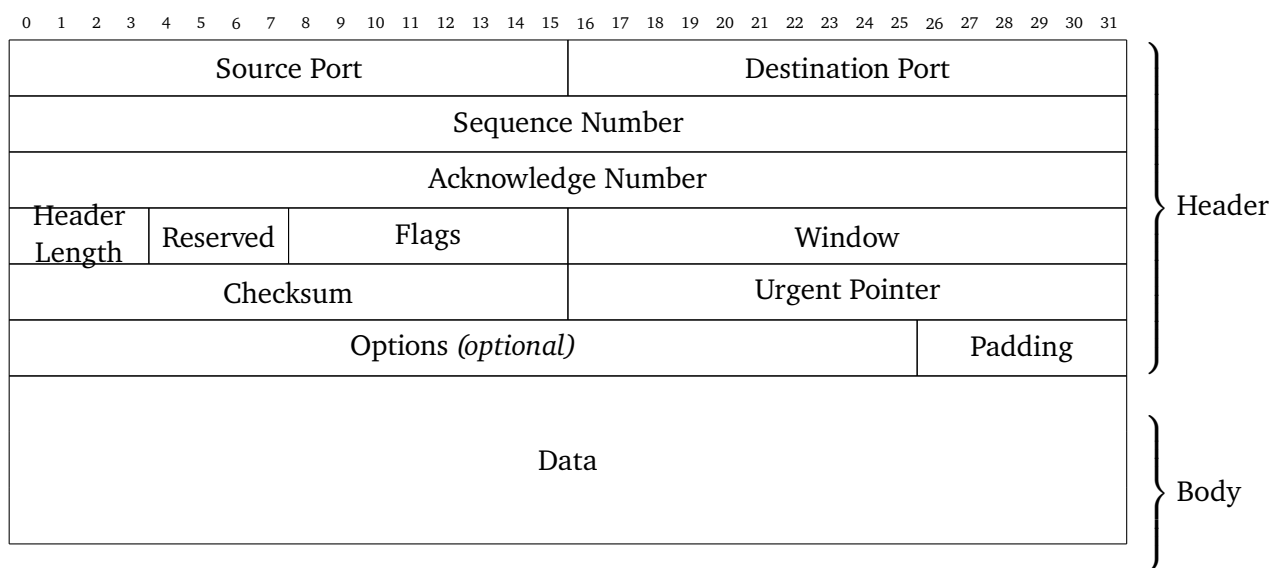 0 1 2 3 4 5 6 7 8 9 10 11 12 13 14 15 16 17 18 19 20 21 22 23 24 25 26 27 28 29 30 31
Source Port Destination Port
Sequence Number
Acknowledge Number
Header
Length
Reserved Flags Window
Checksum Urgent Pointer
Options (optional) Padding
Header
Data
Body